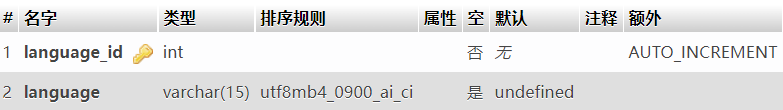 # 名字 类型 排序规则 属性 空 默认 注释 额外
1 language_id int 否 无 AUTO_INCREMENT
2 language varchar(15) utf8mb4_0900_ai_ci 是 undefined